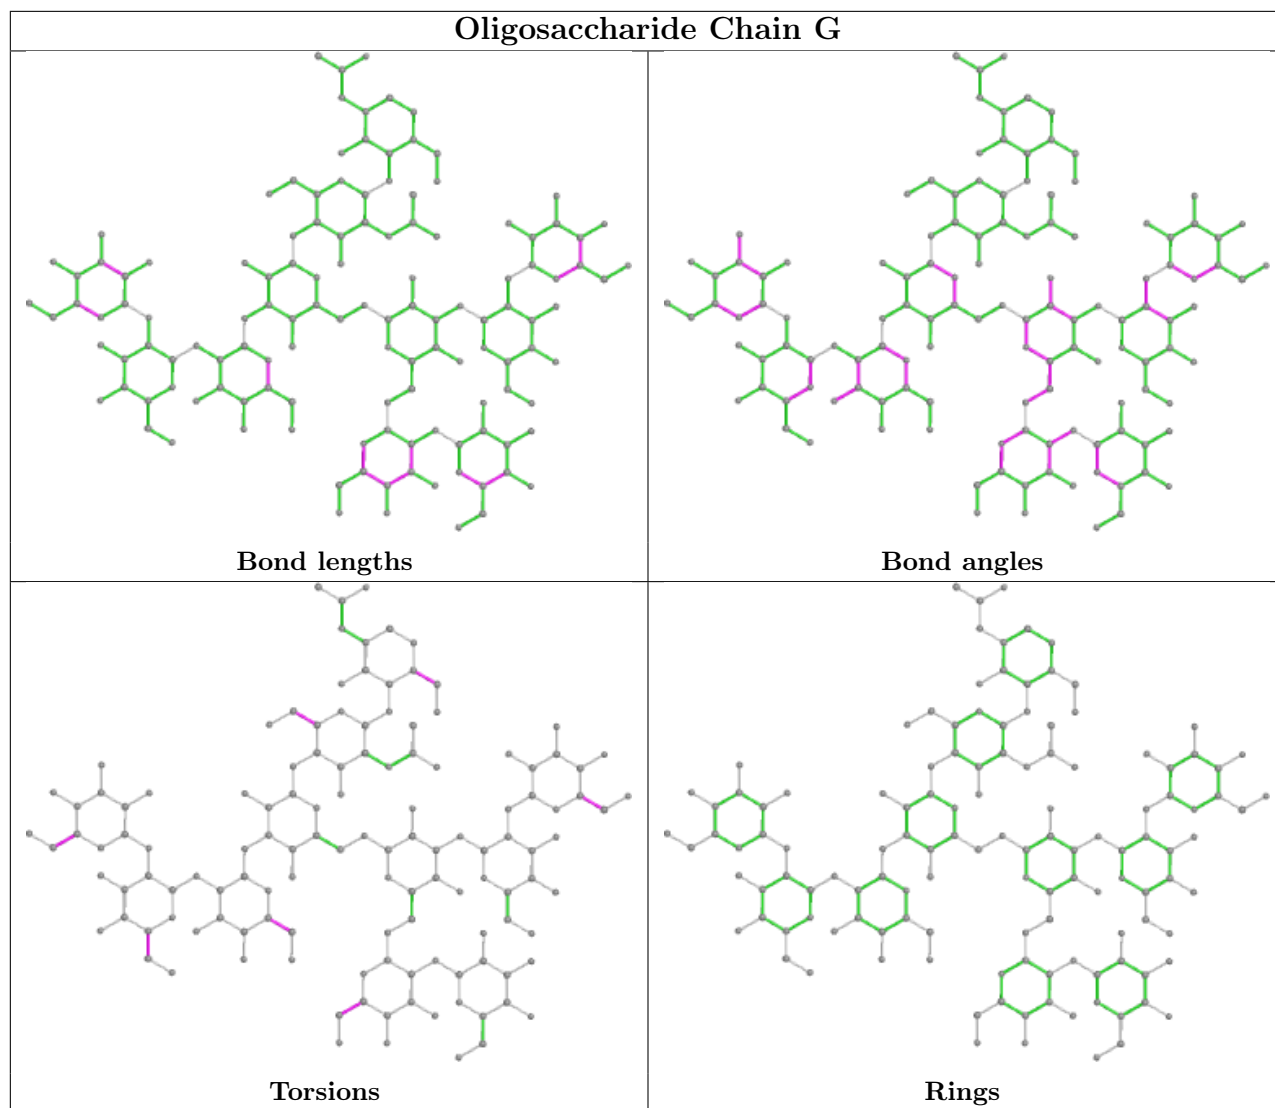 Oligosaccharide Chain G
Bond lengths
Bond angles
Torsions
Rings